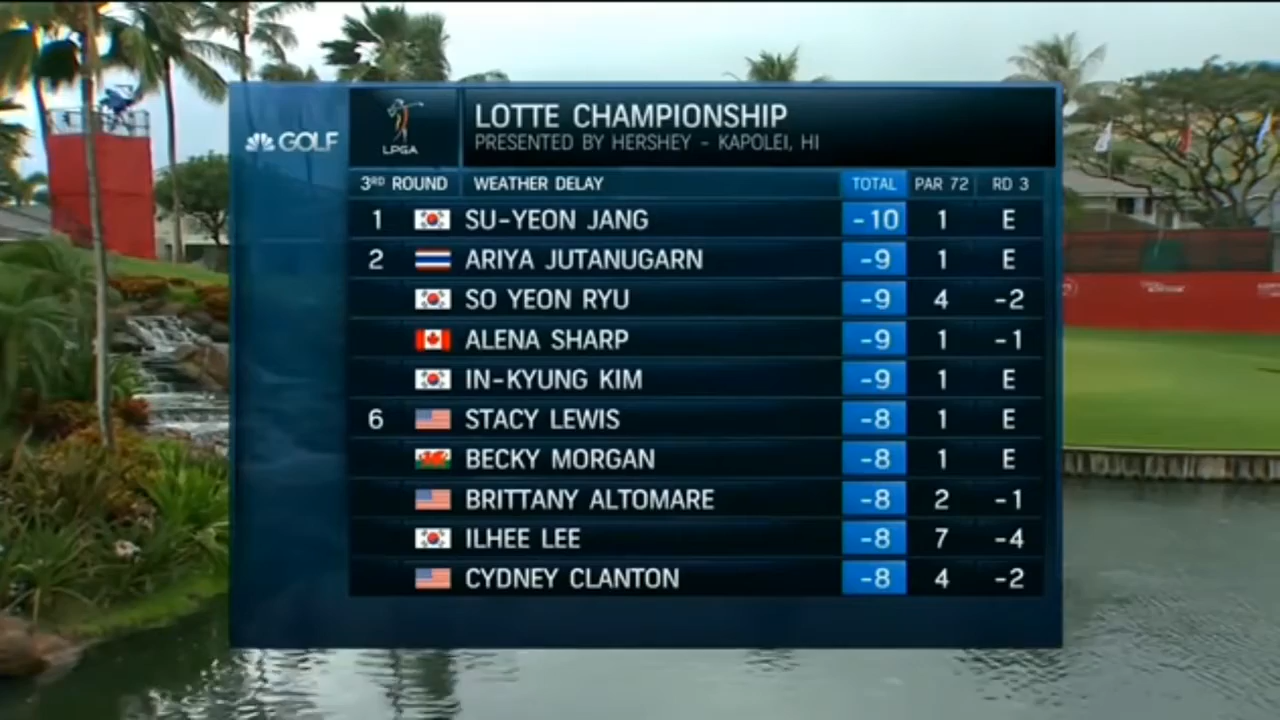 GOLF
LPGA
LOTTE CHAMPIONSHIP
PRESENTED BY HERSHEY - KAPOLEI, HI
3RD ROUND WEATHER DELAY TOTAL PAR 72 RD 3
1 SU-YEON JANG -10 1 E
2 ARIYA JUTANUGARN -9 1 E
SO YEON RYU -9 4 -2
ALENA SHARP -9 1 -1
IN-KYUNG KIM -9 1 E
6 STACY LEWIS -8 1 E
BECKY MORGAN -8 1 E
BRITTANY ALTOMARE -8 2 -1
ILHEE LEE -8 7 -4
CYDNEY CLANTON -8 4 -2